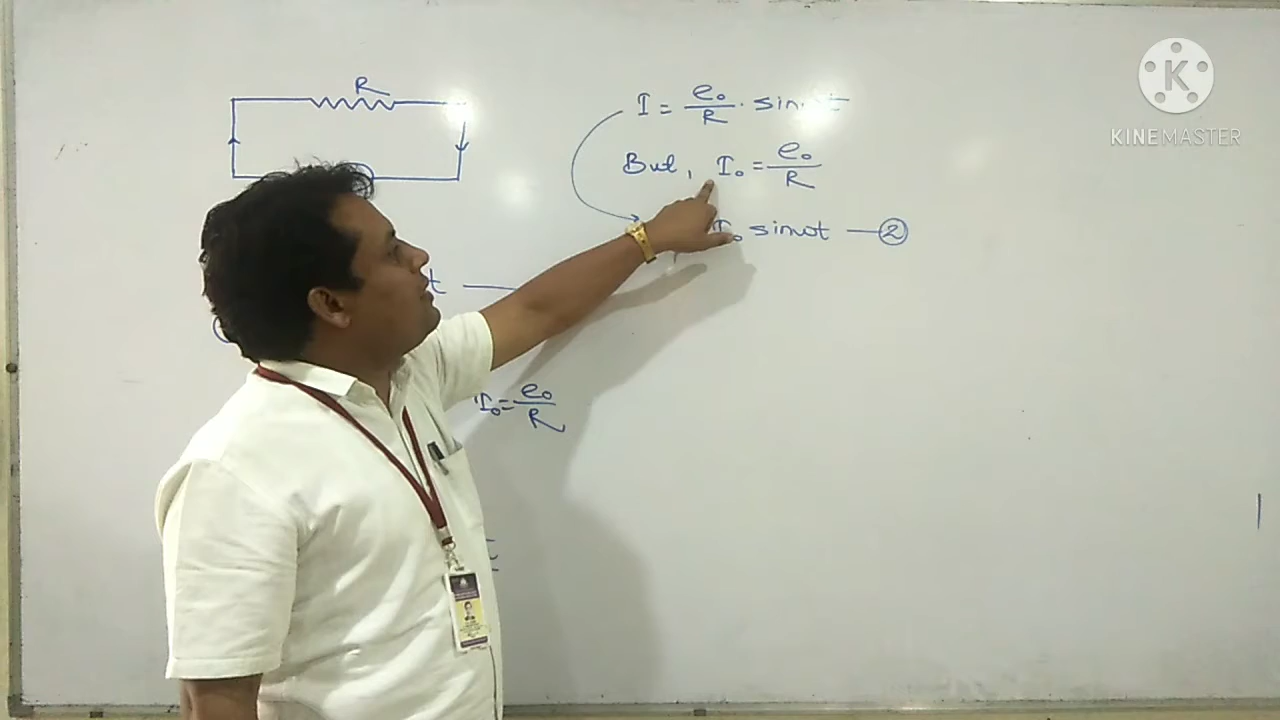 R
I = e₀/R . sinωt
But, I₀ = e₀/R
I₀ sinωt — ②
t
I₀ = e₀/R
K
KINEMASTER